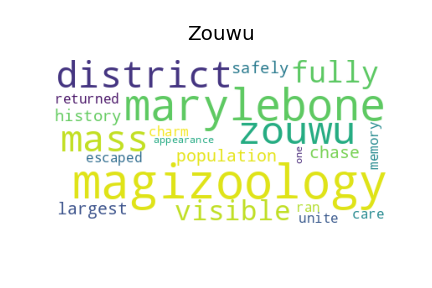 Zouwu
district safely fully
returned marylebone
history zouwu
mass charm appearance one memory
escaped population chase
magizoology
largest visible ran unite care